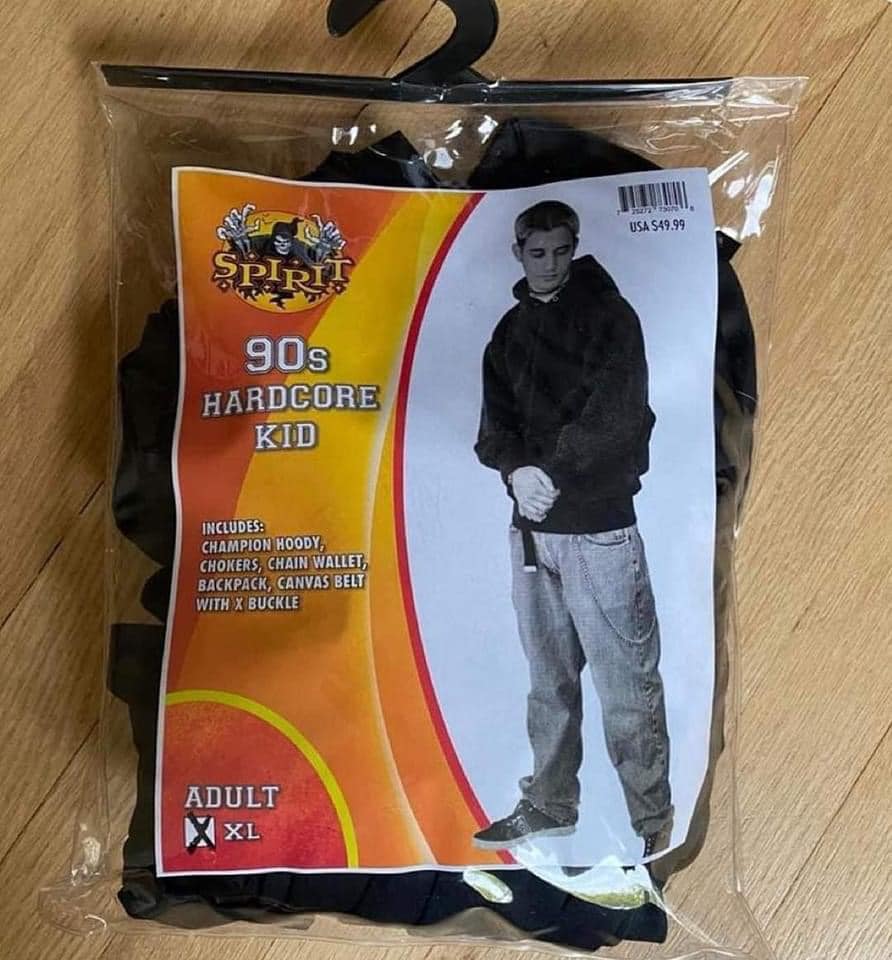 USA $49.99
SPIRIT
90s
HARDCORE
KID
INCLUDES:
CHAMPION HOODY,
CHOKERS, CHAIN WALLET,
BACKPACK, CANVAS BELT
WITH X BUCKLE
ADULT
X XL